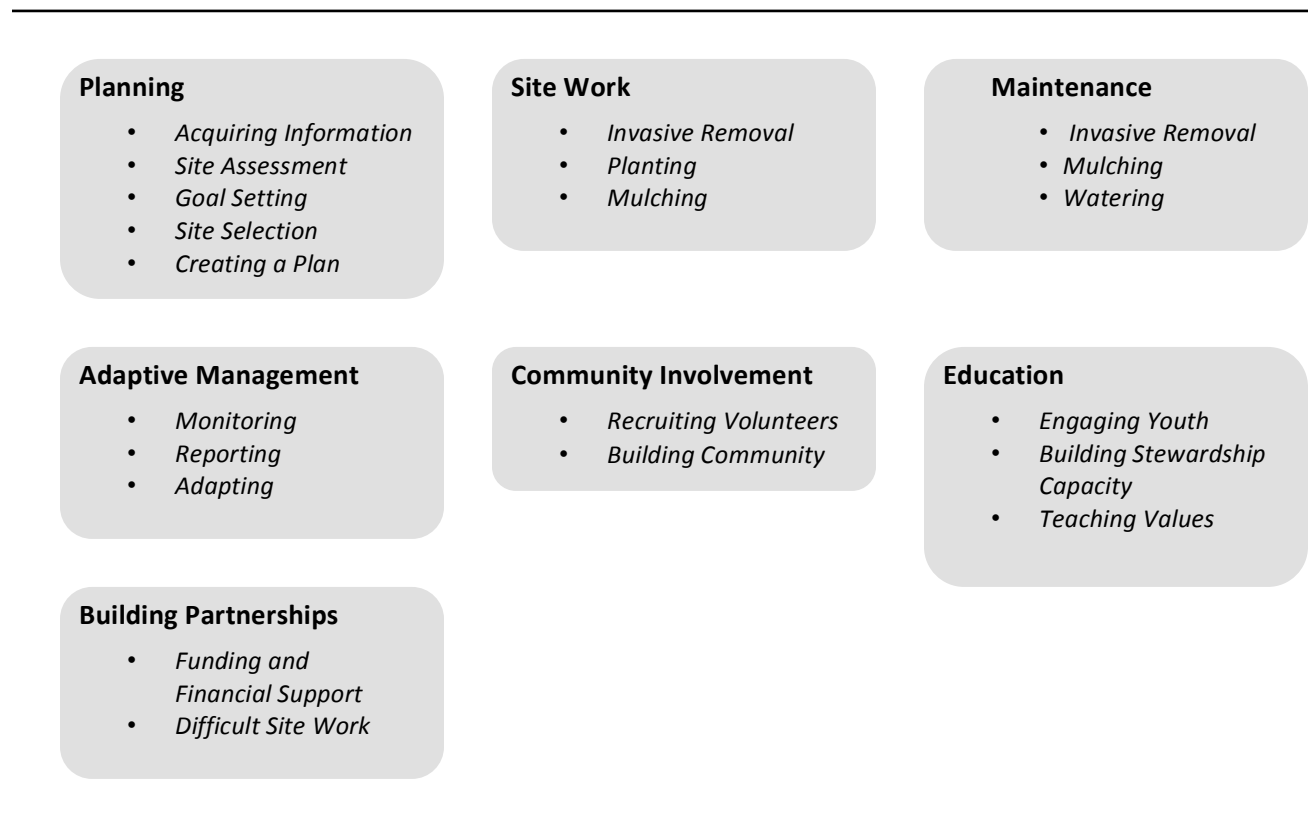 Planning
• Acquiring Information
• Site Assessment
• Goal Setting
• Site Selection
• Creating a Plan
Site Work
• Invasive Removal
• Planting
• Mulching
Maintenance
• Invasive Removal
• Mulching
• Watering
Adaptive Management
• Monitoring
• Reporting
• Adapting
Community Involvement
• Recruiting Volunteers
• Building Community
Education
• Engaging Youth
• Building Stewardship
Capacity
• Teaching Values
Building Partnerships
• Funding and
Financial Support
• Difficult Site Work